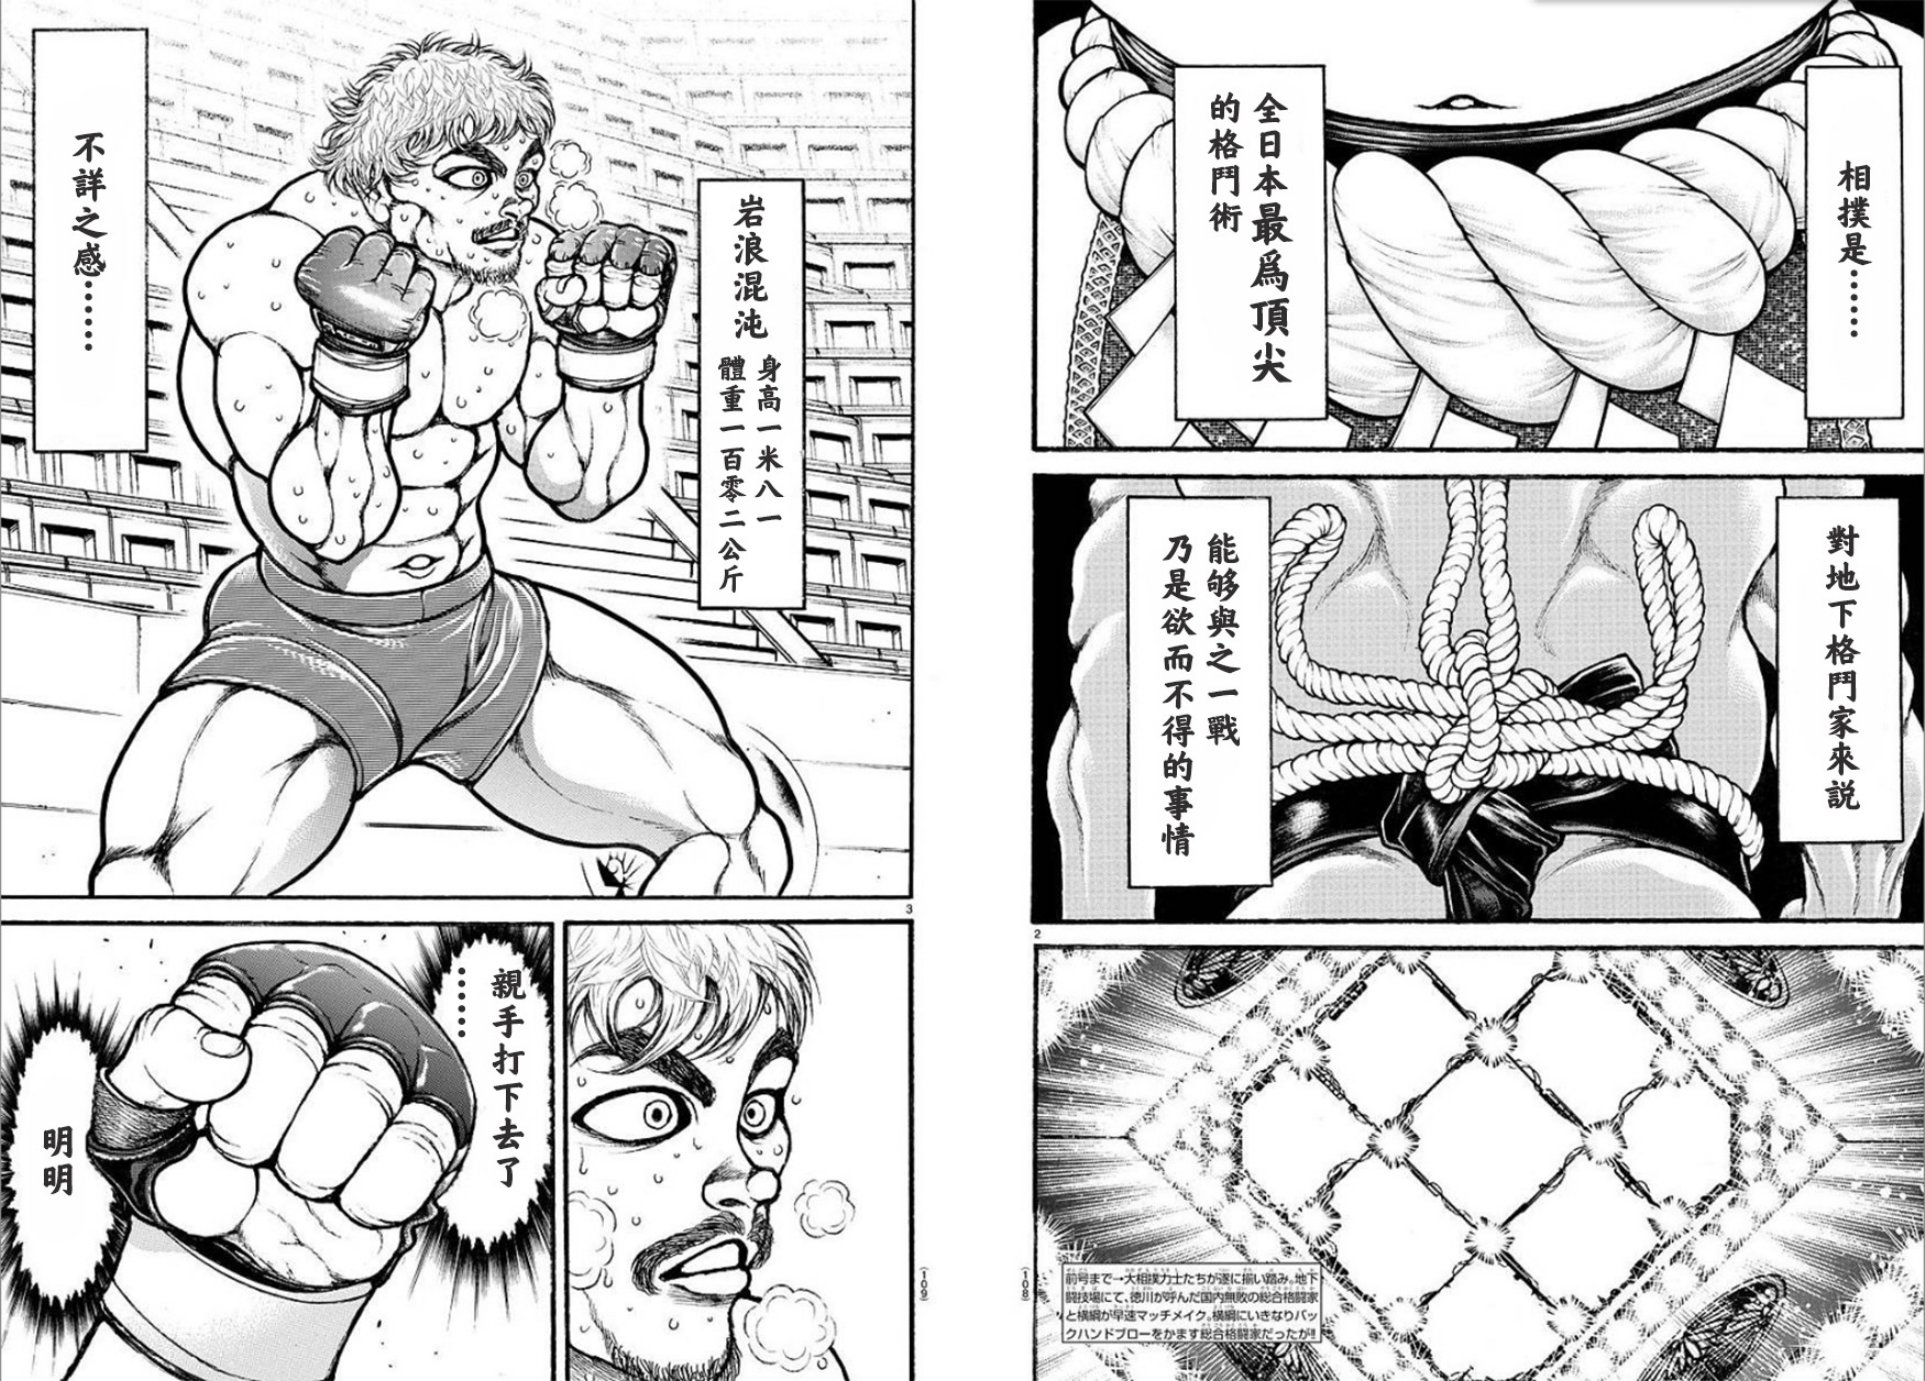 相撲是……
全日本最爲頂尖
的格鬥術
對地下格鬥家來説
能够與之一戰
乃是欲而不得的事情
前号まで→大相撲力士たちが遂に揃い踏み。地下
闘技場にて、徳川が呼んだ国内無敗の総合格闘家
と横綱が早速マッチメイク。横綱にいきなりバッ
クハンドブローをかます総合格闘家だったが!!
2
(108)
岩浪混沌
身高一米八一
體重一百零二公斤
不詳之感……
3
親手打下去了
……
明明
(109)